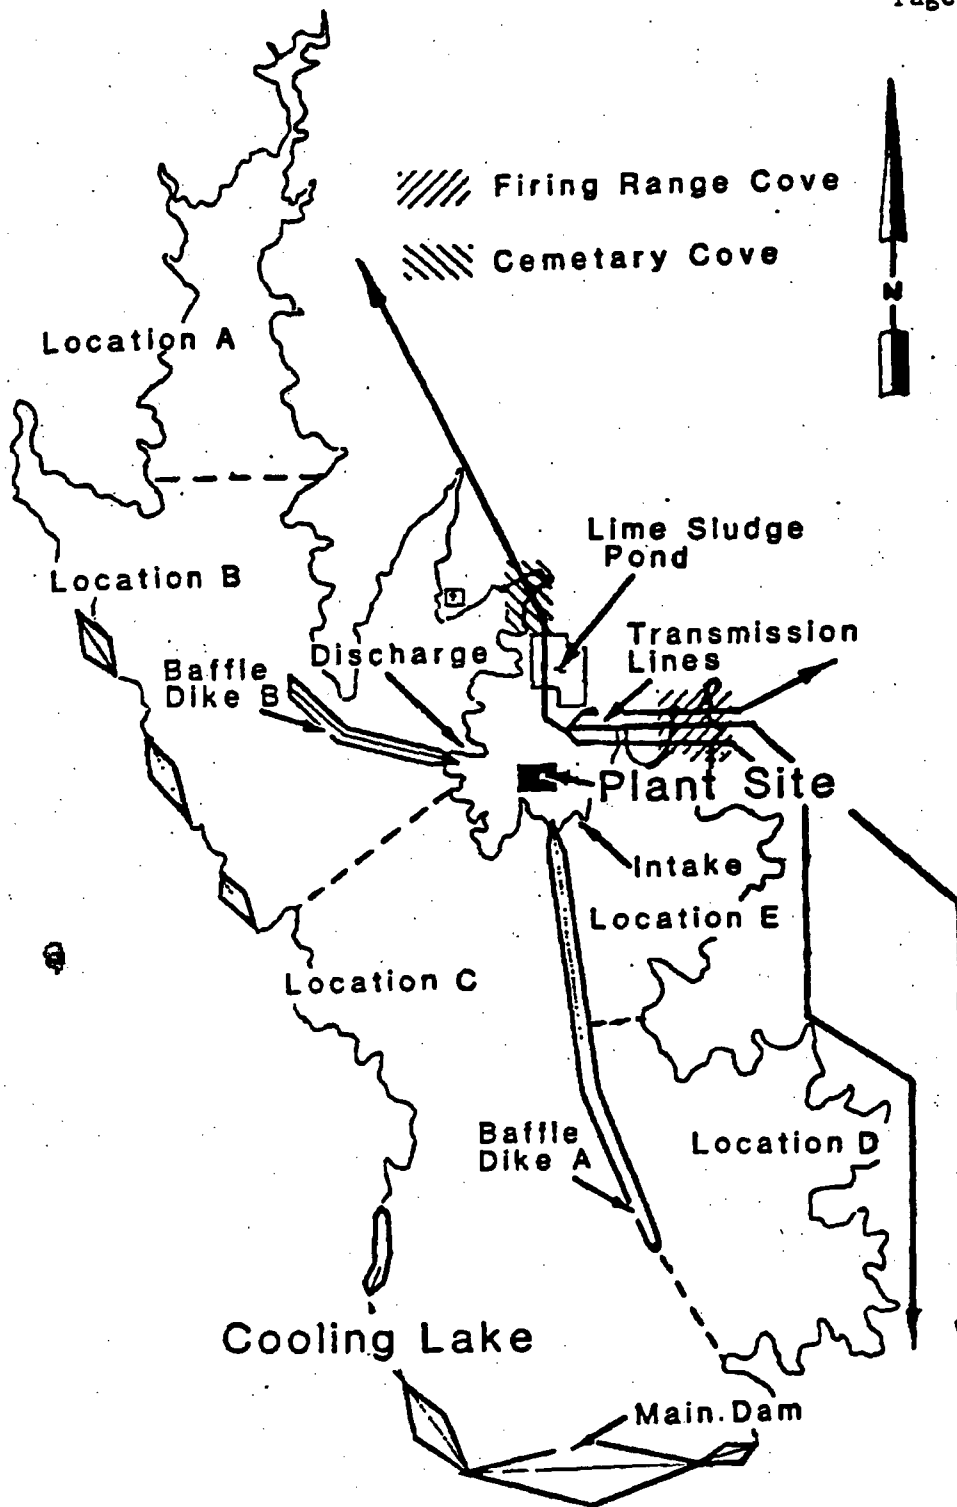 Page
Firing Range Cove
Cemetary Cove
N
Location A
Lime Sludge
Pond
Location B
Transmission
Lines
Discharge
Baffle
Dike B
Plant Site
Intake
Location E
Location C
Baffle
Dike A
Location D
Cooling Lake
Main.Dam